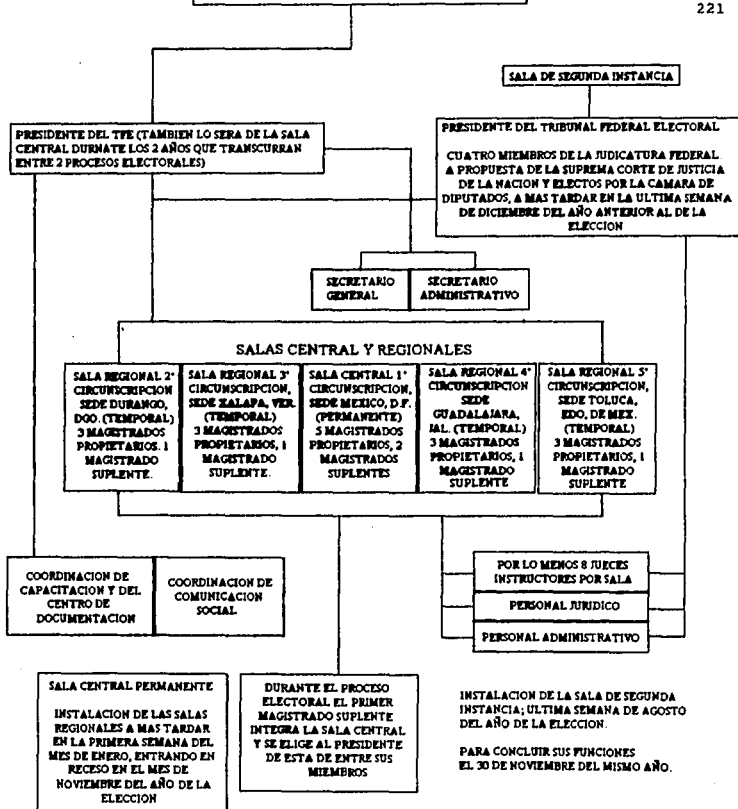 221
SALA DE SEGUNDA INSTANCIA
PRESIDENTE DEL TFE (TAMBIEN LO SERA DE LA SALA
CENTRAL DURNATE LOS 2 AÑOS QUE TRANSCURRAN
ENTRE 2 PROCESOS ELECTORALES)
PRESIDENTE DEL TRIBUNAL FEDERAL ELECTORAL
CUATRO MIEMBROS DE LA JUDICATURA FEDERAL
A PROPUESTA DE LA SUPREMA CORTE DE JUSTICIA
DE LA NACION Y ELECTOS POR LA CAMARA DE
DIPUTADOS, A MAS TARDAR EN LA ULTIMA SEMANA
DE DICIEMBRE DEL AÑO ANTERIOR AL DE LA
ELECCION
SECRETARIO
GENERAL
SECRETARIO
ADMINISTRATIVO
SALAS CENTRAL Y REGIONALES
SALA REGIONAL 2ª
CIRCUNSCRIPCION
SEDE DURANGO,
DGO. (TEMPORAL)
3 MAGISTRADOS
PROPIETARIOS. 1
MAGISTRADO
SUPLENTE.
SALA REGIONAL 3ª
CIRCUNSCRIPCION,
SEDE XALAPA, VER.
(TEMPORAL)
3 MAGISTRADOS
PROPIETARIOS, 1
MAGISTRADO
SUPLENTE.
SALA CENTRAL 1ª
CIRCUNSCRIPCION,
SEDE MEXICO, D.F.
(PERMANENTE)
5 MAGISTRADOS
PROPIETARIOS, 2
MAGISTRADOS
SUPLENTES
SALA REGIONAL 4ª
CIRCUNSCRIPCION
SEDE
GUADALAJARA,
JAL. (TEMPORAL)
3 MAGISTRADOS
PROPIETARIOS, 1
MAGISTRADO
SUPLENTE
SALA REGIONAL 5ª
CIRCUNSCRIPCION,
SEDE TOLUCA,
EDO. DE MEX.
(TEMPORAL)
3 MAGISTRADOS
PROPIETARIOS, 1
MAGISTRADO
SUPLENTE
COORDINACION DE
CAPACITACION Y DEL
CENTRO DE
DOCUMENTACION
COORDINACION DE
COMUNICACION
SOCIAL
POR LO MENOS 8 JUECES
INSTRUCTORES POR SALA
PERSONAL JURIDICO
PERSONAL ADMINISTRATIVO
SALA CENTRAL PERMANENTE
INSTALACION DE LAS SALAS
REGIONALES A MAS TARDAR
EN LA PRIMERA SEMANA DEL
MES DE ENERO, ENTRANDO EN
RECESO EN EL MES DE
NOVIEMBRE DEL AÑO DE LA
ELECCION
DURANTE EL PROCESO
ELECTORAL EL PRIMER
MAGISTRADO SUPLENTE
INTEGRA LA SALA CENTRAL
Y SE ELIGE AL PRESIDENTE
DE ESTA DE ENTRE SUS
MIEMBROS
INSTALACION DE LA SALA DE SEGUNDA
INSTANCIA; ULTIMA SEMANA DE AGOSTO
DEL AÑO DE LA ELECCION.
PARA CONCLUIR SUS FUNCIONES
EL 30 DE NOVIEMBRE DEL MISMO AÑO.